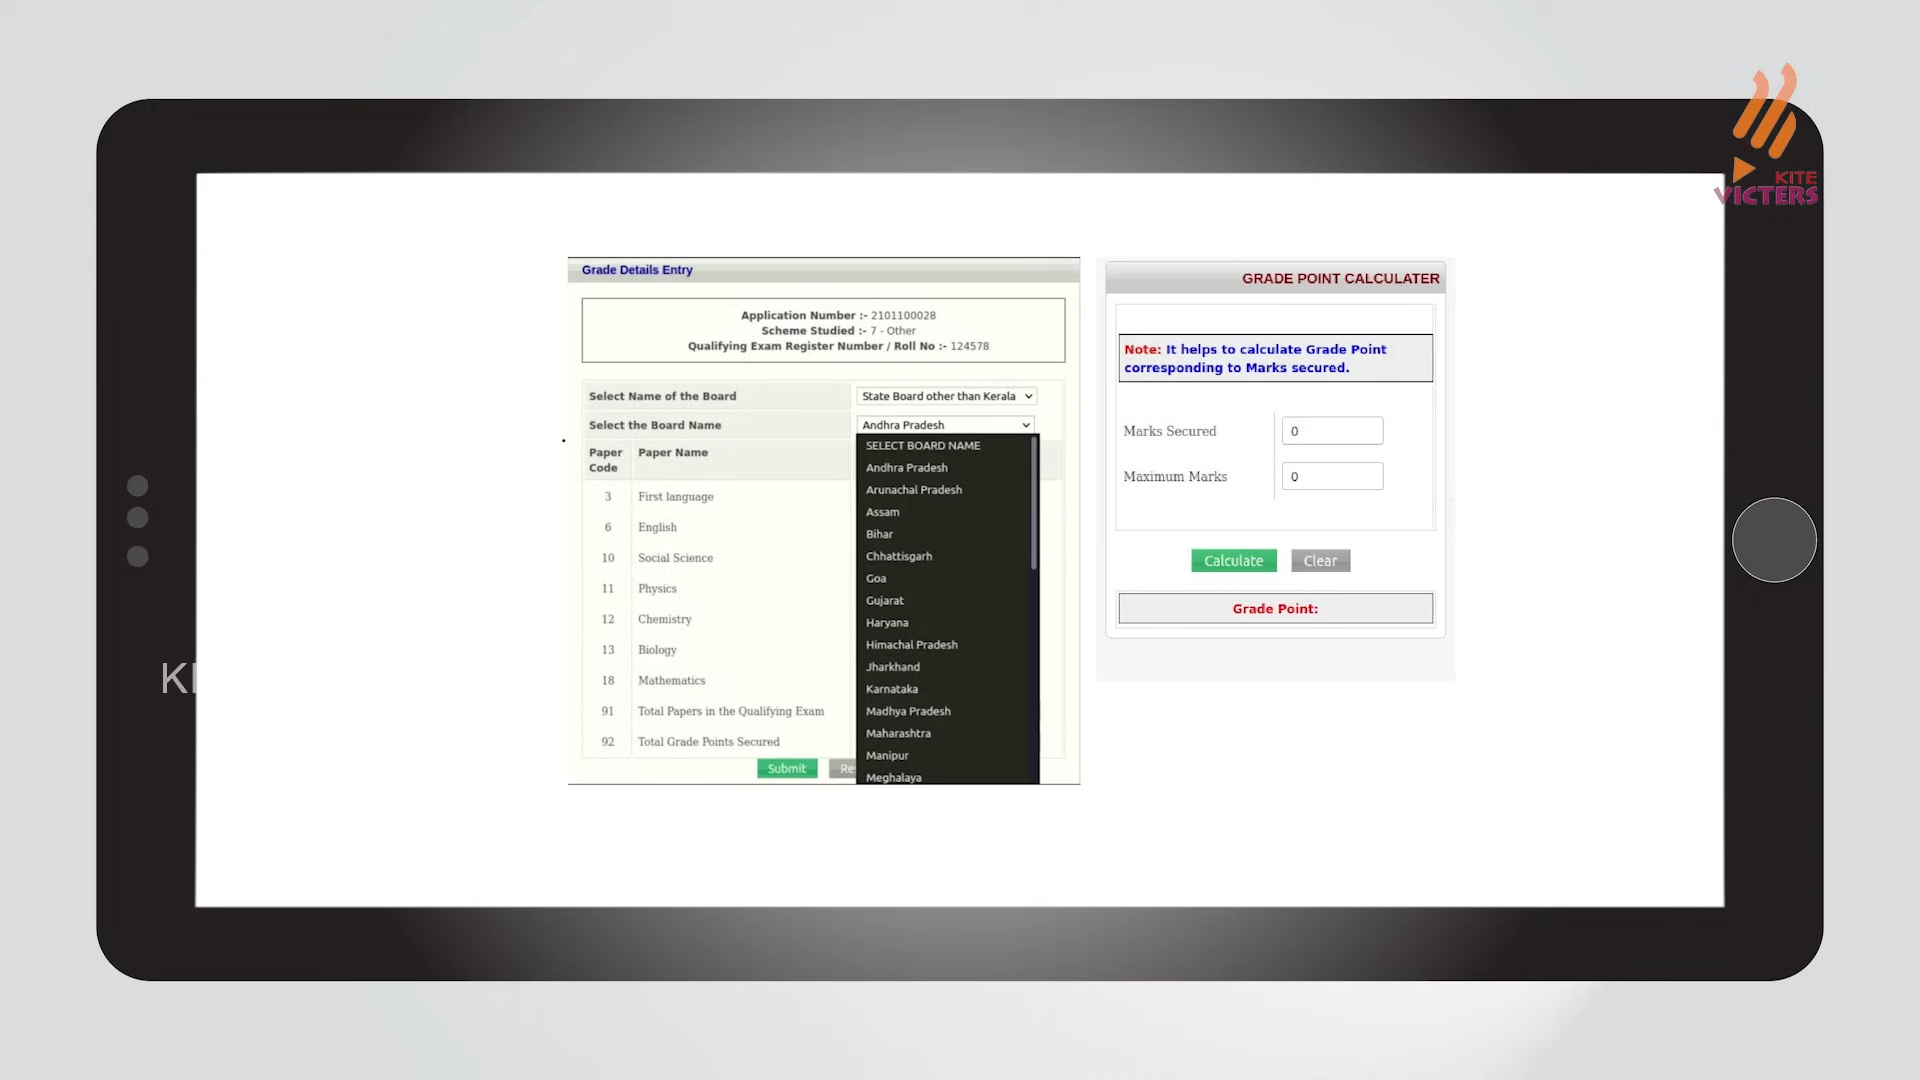 KITE
VICTERS
Grade Details Entry
Application Number :- 2101100028
Scheme Studied :- 7 - Other
Qualifying Exam Register Number / Roll No :- 124578
Select Name of the Board State Board other than Kerala
Select the Board Name Andhra Pradesh
SELECT BOARD NAME
Andhra Pradesh
Arunachal Pradesh
Assam
Bihar
Chhattisgarh
Goa
Gujarat
Haryana
Himachal Pradesh
Jharkhand
Karnataka
Madhya Pradesh
Maharashtra
Manipur
Meghalaya
Paper Code Paper Name
3 First language
6 English
10 Social Science
11 Physics
12 Chemistry
13 Biology
18 Mathematics
91 Total Papers in the Qualifying Exam
92 Total Grade Points Secured
Submit Re
GRADE POINT CALCULATER
Note: It helps to calculate Grade Point
corresponding to Marks secured.
Marks Secured 0
Maximum Marks 0
Calculate Clear
Grade Point: